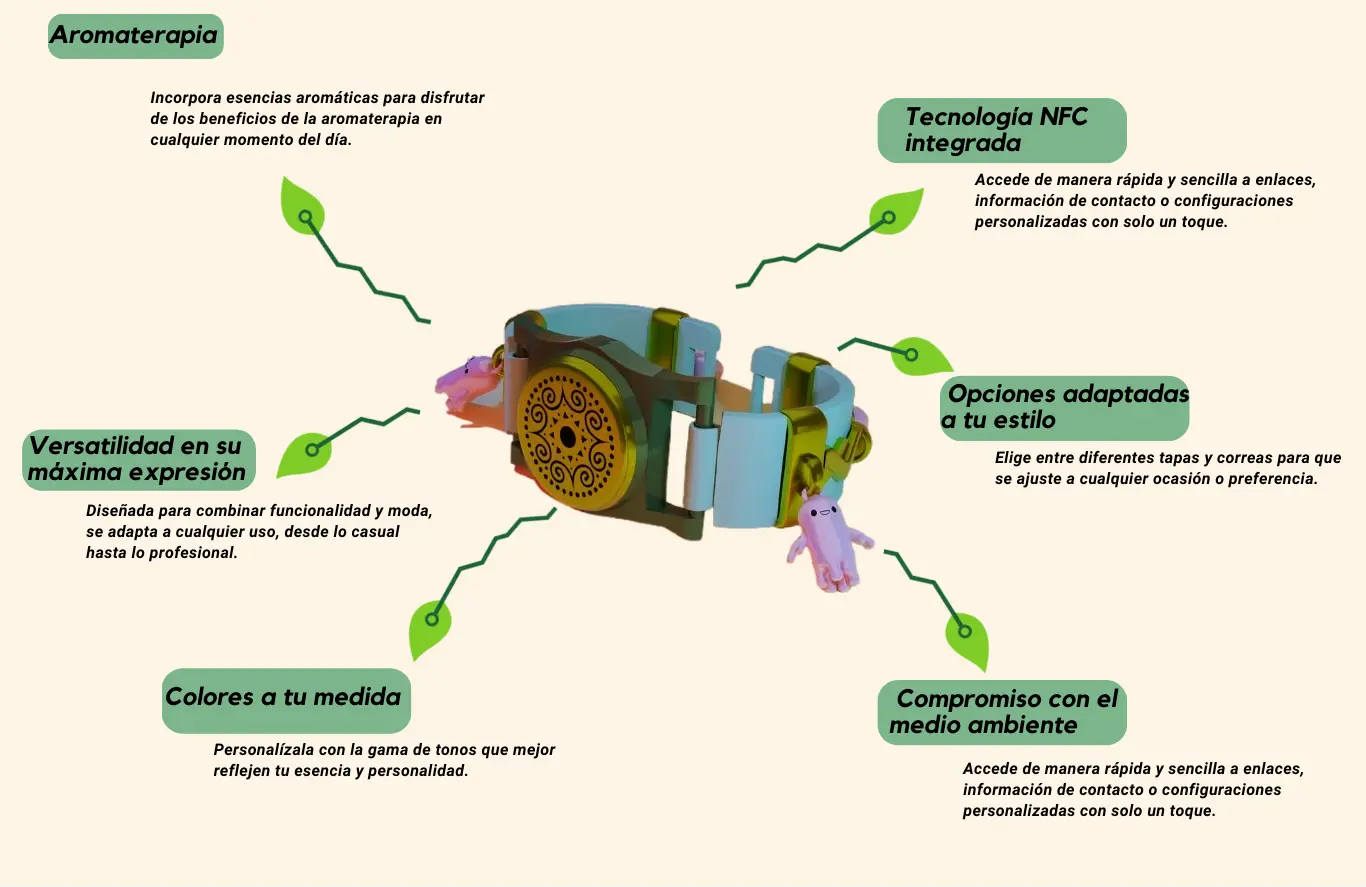 Aromaterapia
Incorpora esencias aromáticas para disfrutar
de los beneficios de la aromaterapia en
cualquier momento del día.
Tecnología NFC
integrada
Accede de manera rápida y sencilla a enlaces,
información de contacto o configuraciones
personalizadas con solo un toque.
Opciones adaptadas
a tu estilo
Elige entre diferentes tapas y correas para que
se ajuste a cualquier ocasión o preferencia.
Versatilidad en su
máxima expresión
Diseñada para combinar funcionalidad y moda,
se adapta a cualquier uso, desde lo casual
hasta lo profesional.
Colores a tu medida
Personalízala con la gama de tonos que mejor
reflejen tu esencia y personalidad.
Compromiso con el
medio ambiente
Accede de manera rápida y sencilla a enlaces,
información de contacto o configuraciones
personalizadas con solo un toque.